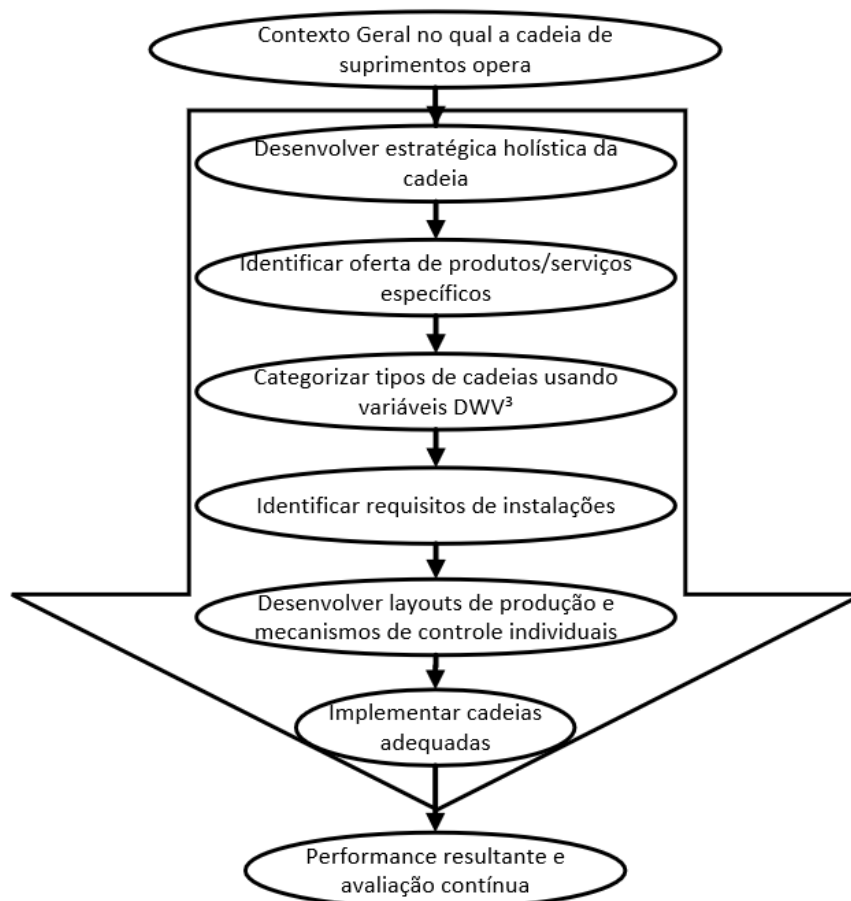 Contexto Geral no qual a cadeia de
suprimentos opera
Desenvolver estratégica holística da
cadeia
Identificar oferta de produtos/serviços
específicos
Categorizar tipos de cadeias usando
variáveis DWV³
Identificar requisitos de instalações
Desenvolver layouts de produção e
mecanismos de controle individuais
Implementar cadeias
adequadas
Performance resultante e
avaliação contínua